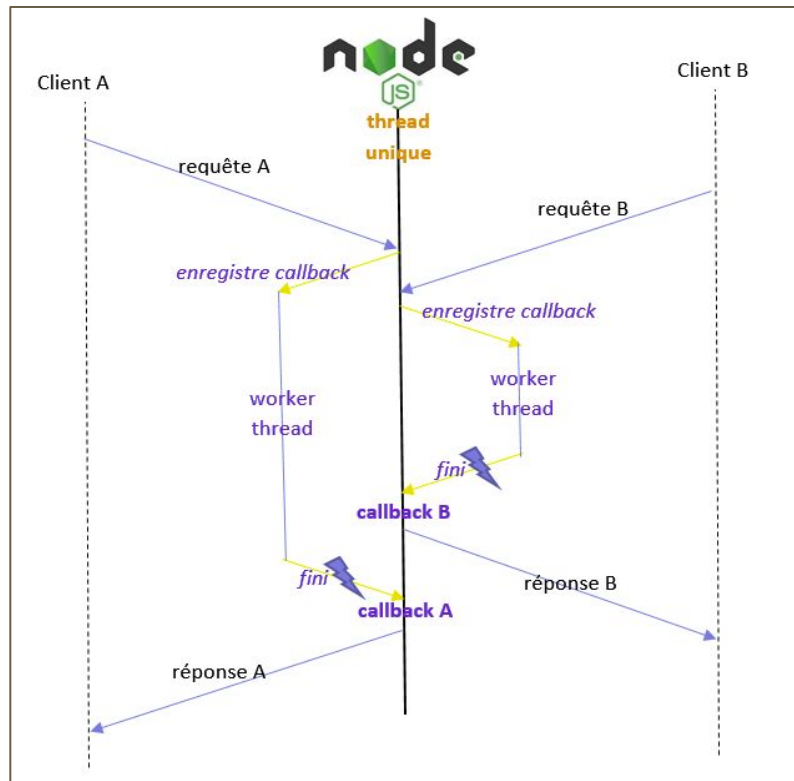 node
Client A
Client B
JS
thread
unique
requête A
requête B
enregistre callback
enregistre callback
worker
thread
worker
thread
fini
callback B
fini
réponse B
callback A
réponse A